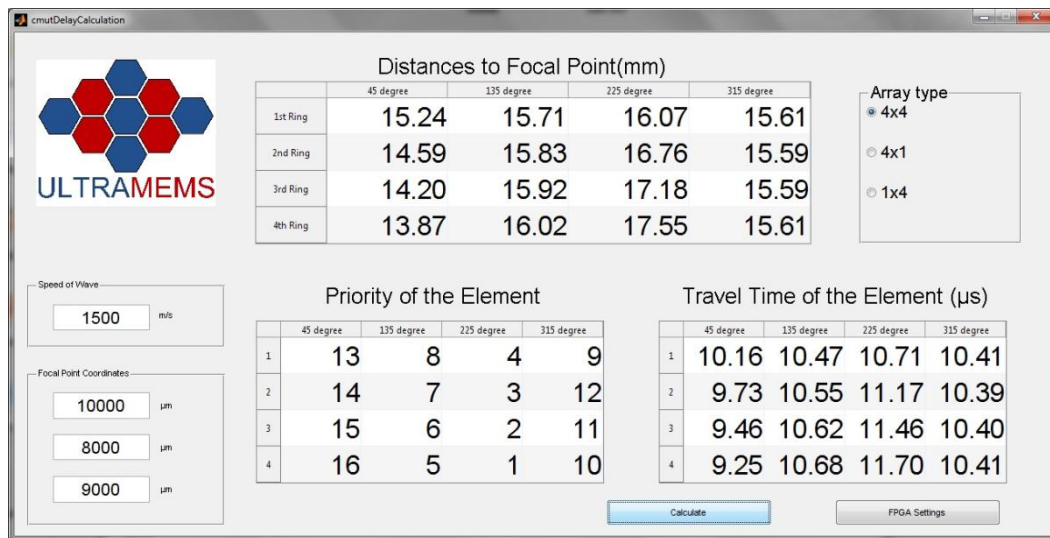 cmutDelayCalculation
ULTRAMEMS
Distances to Focal Point(mm)
45 degree 135 degree 225 degree 315 degree
1st Ring 15.24 15.71 16.07 15.61
2nd Ring 14.59 15.83 16.76 15.59
3rd Ring 14.20 15.92 17.18 15.59
4th Ring 13.87 16.02 17.55 15.61
Array type
4x4
4x1
1x4
Speed of Wave
1500 m/s
Focal Point Coordinates
10000 µm
8000 µm
9000 µm
Priority of the Element
45 degree 135 degree 225 degree 315 degree
1 13 8 4 9
2 14 7 3 12
3 15 6 2 11
4 16 5 1 10
Travel Time of the Element (µs)
45 degree 135 degree 225 degree 315 degree
1 10.16 10.47 10.71 10.41
2 9.73 10.55 11.17 10.39
3 9.46 10.62 11.46 10.40
4 9.25 10.68 11.70 10.41
Calculate
FPGA Settings